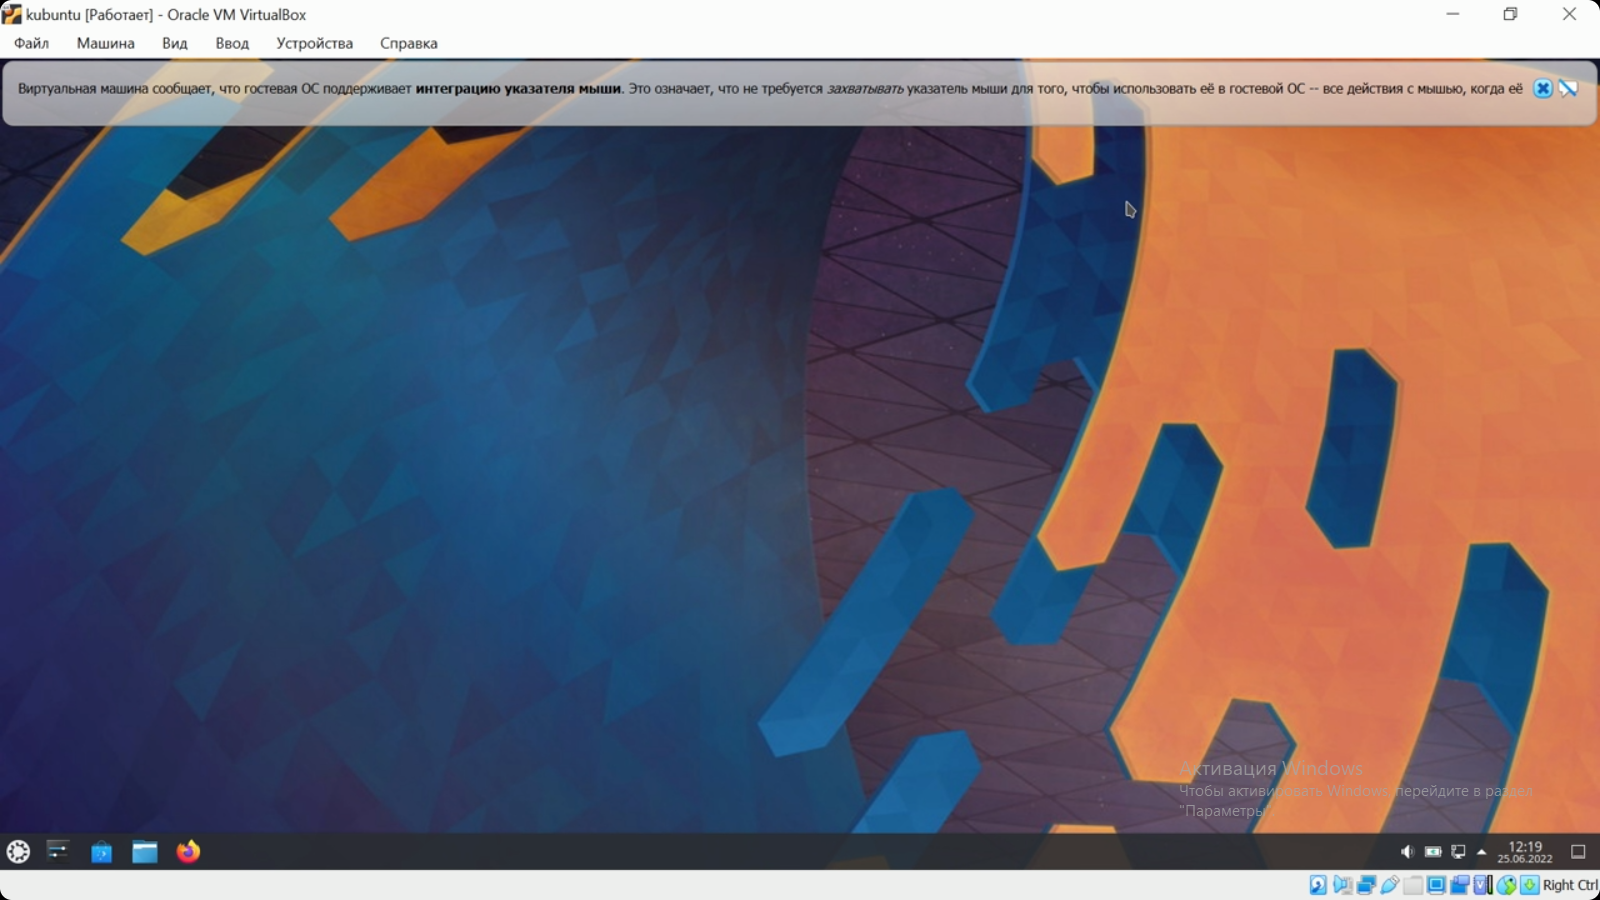 kubuntu [Работает] - Oracle VM VirtualBox
Файл Машина Вид Ввод Устройства Справка
Виртуальная машина сообщает, что гостевая ОС поддерживает интеграцию указателя мыши. Это означает, что не требуется захватывать указатель мыши для того, чтобы использовать её в гостевой ОС -- все действия с мышью, когда её
Активация Windows
Чтобы активировать Windows, перейдите в раздел
"Параметры".
12:19
25.06.2022
Right Ctrl